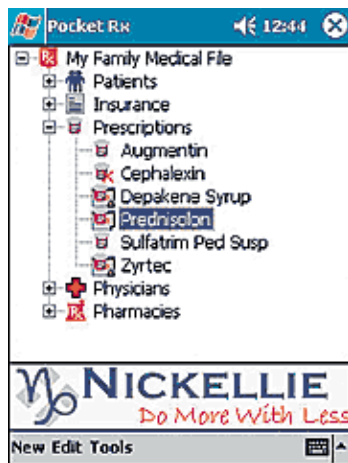 Pocket Rx 12:44
My Family Medical File
Patients
Insurance
Prescriptions
Augmentin
Cephalexin
Depakene Syrup
Prednisolon
Sulfatrim Ped Susp
Zyrtec
Physicians
Pharmacies
NICKELLIE
Do More With Less
New Edit Tools